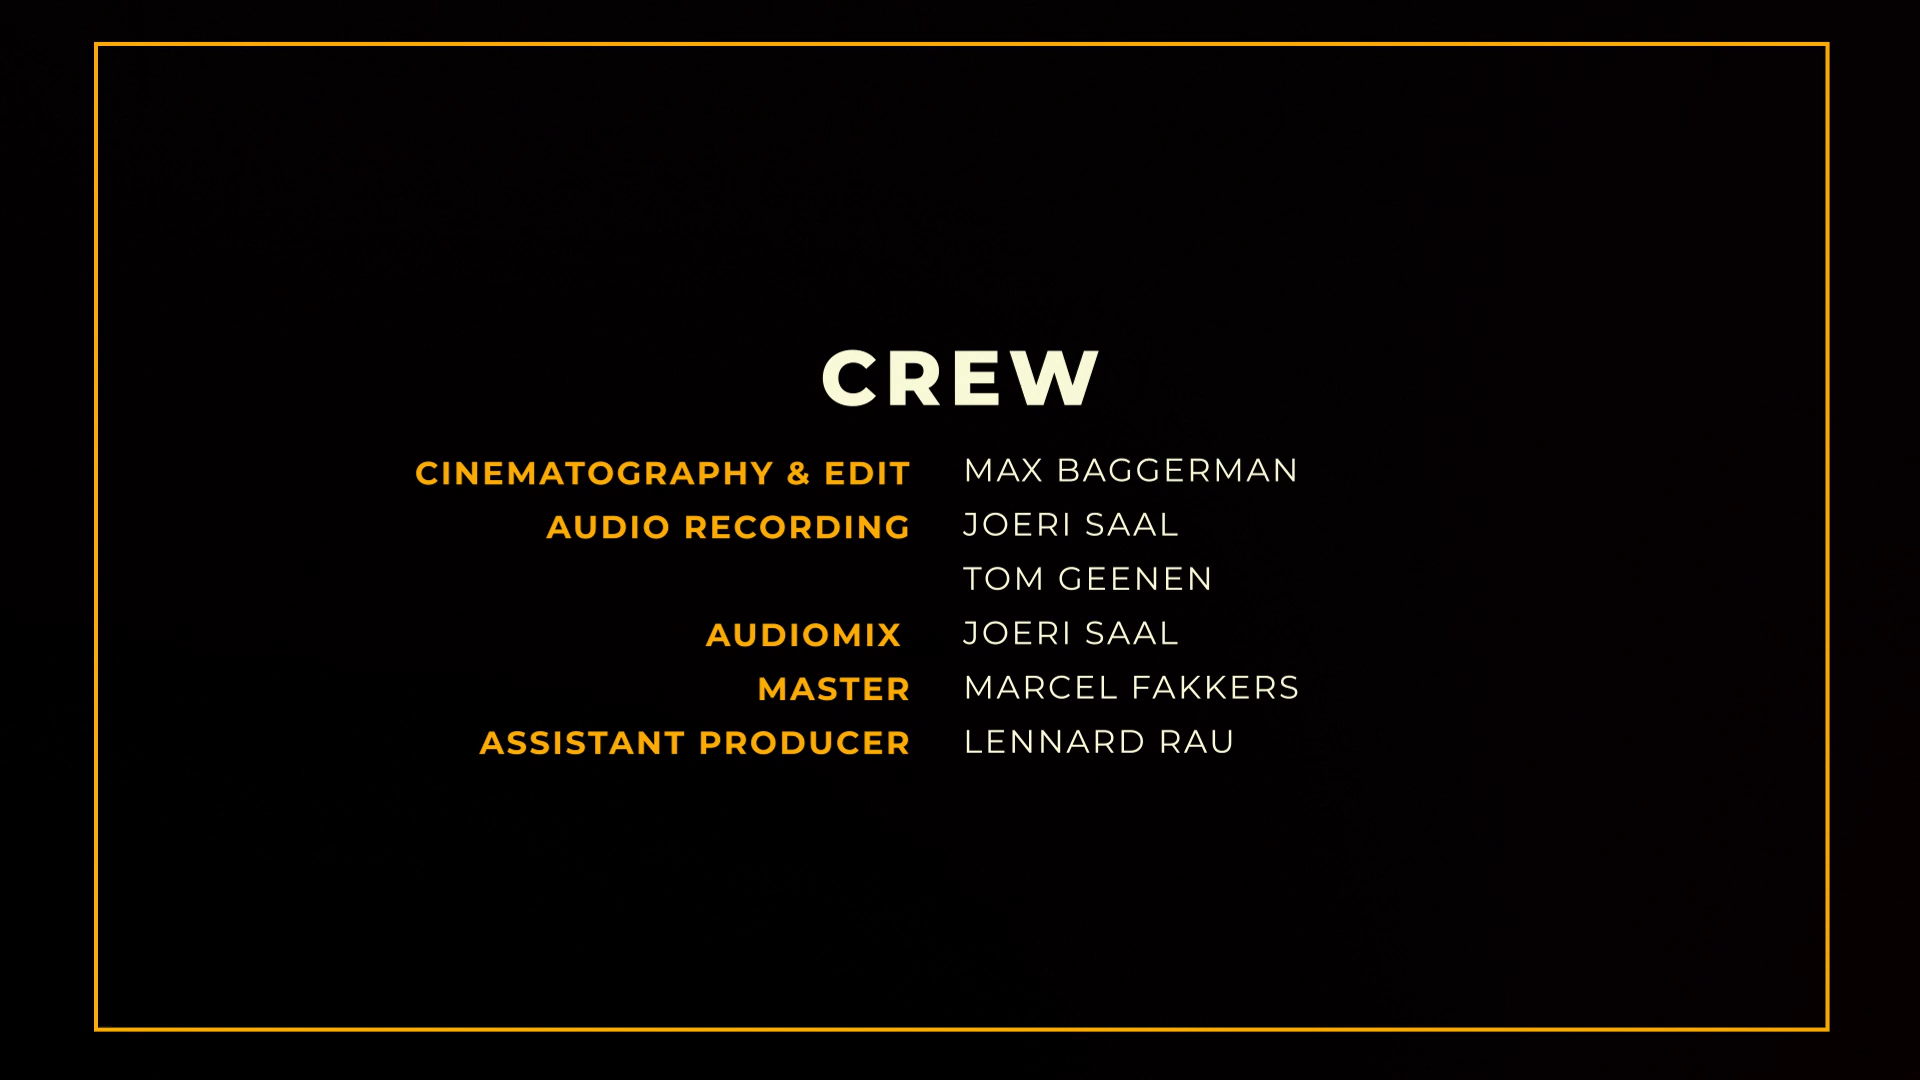 CREW
CINEMATOGRAPHY & EDIT MAX BAGGERMAN
AUDIO RECORDING JOERI SAAL
TOM GEENEN
AUDIOMIX JOERI SAAL
MASTER MARCEL FAKKERS
ASSISTANT PRODUCER LENNARD RAU